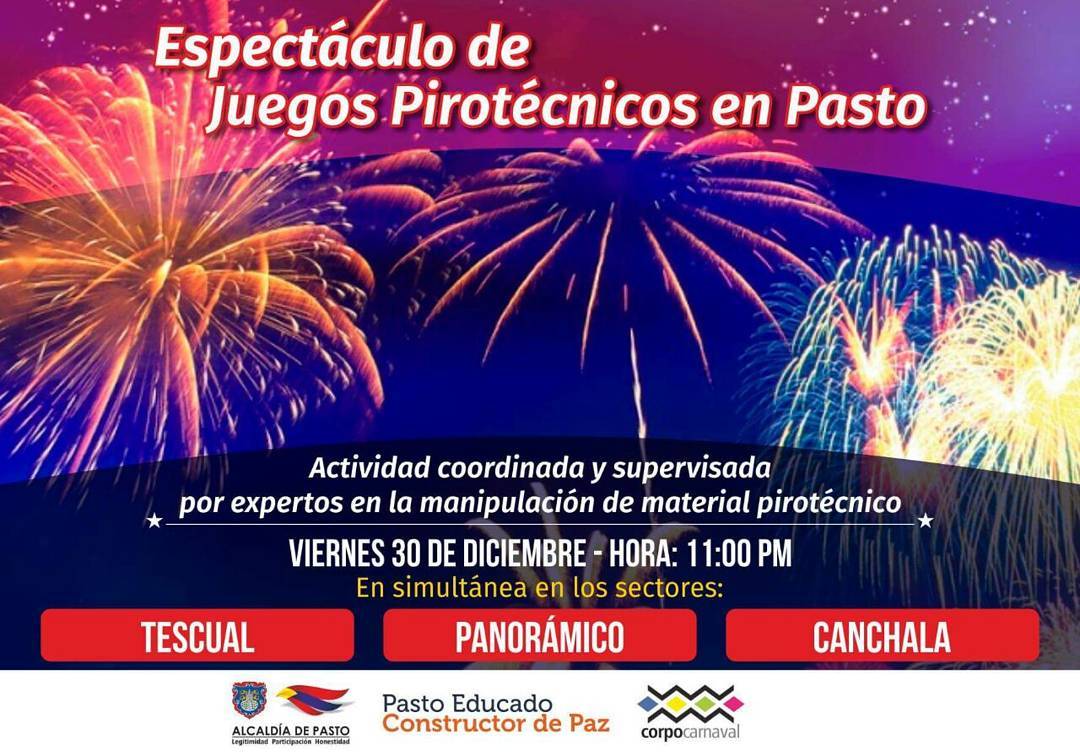 Espectáculo de
Juegos Pirotécnicos en Pasto
Actividad coordinada y supervisada
por expertos en la manipulación de material pirotécnico
VIERNES 30 DE DICIEMBRE - HORA: 11:00 PM
En simultánea en los sectores:
TESCUAL PANORÁMICO CANCHALA
ALCALDÍA DE PASTO
Legitimidad Participación Honestidad
Pasto Educado
Constructor de Paz
corpocarnaval